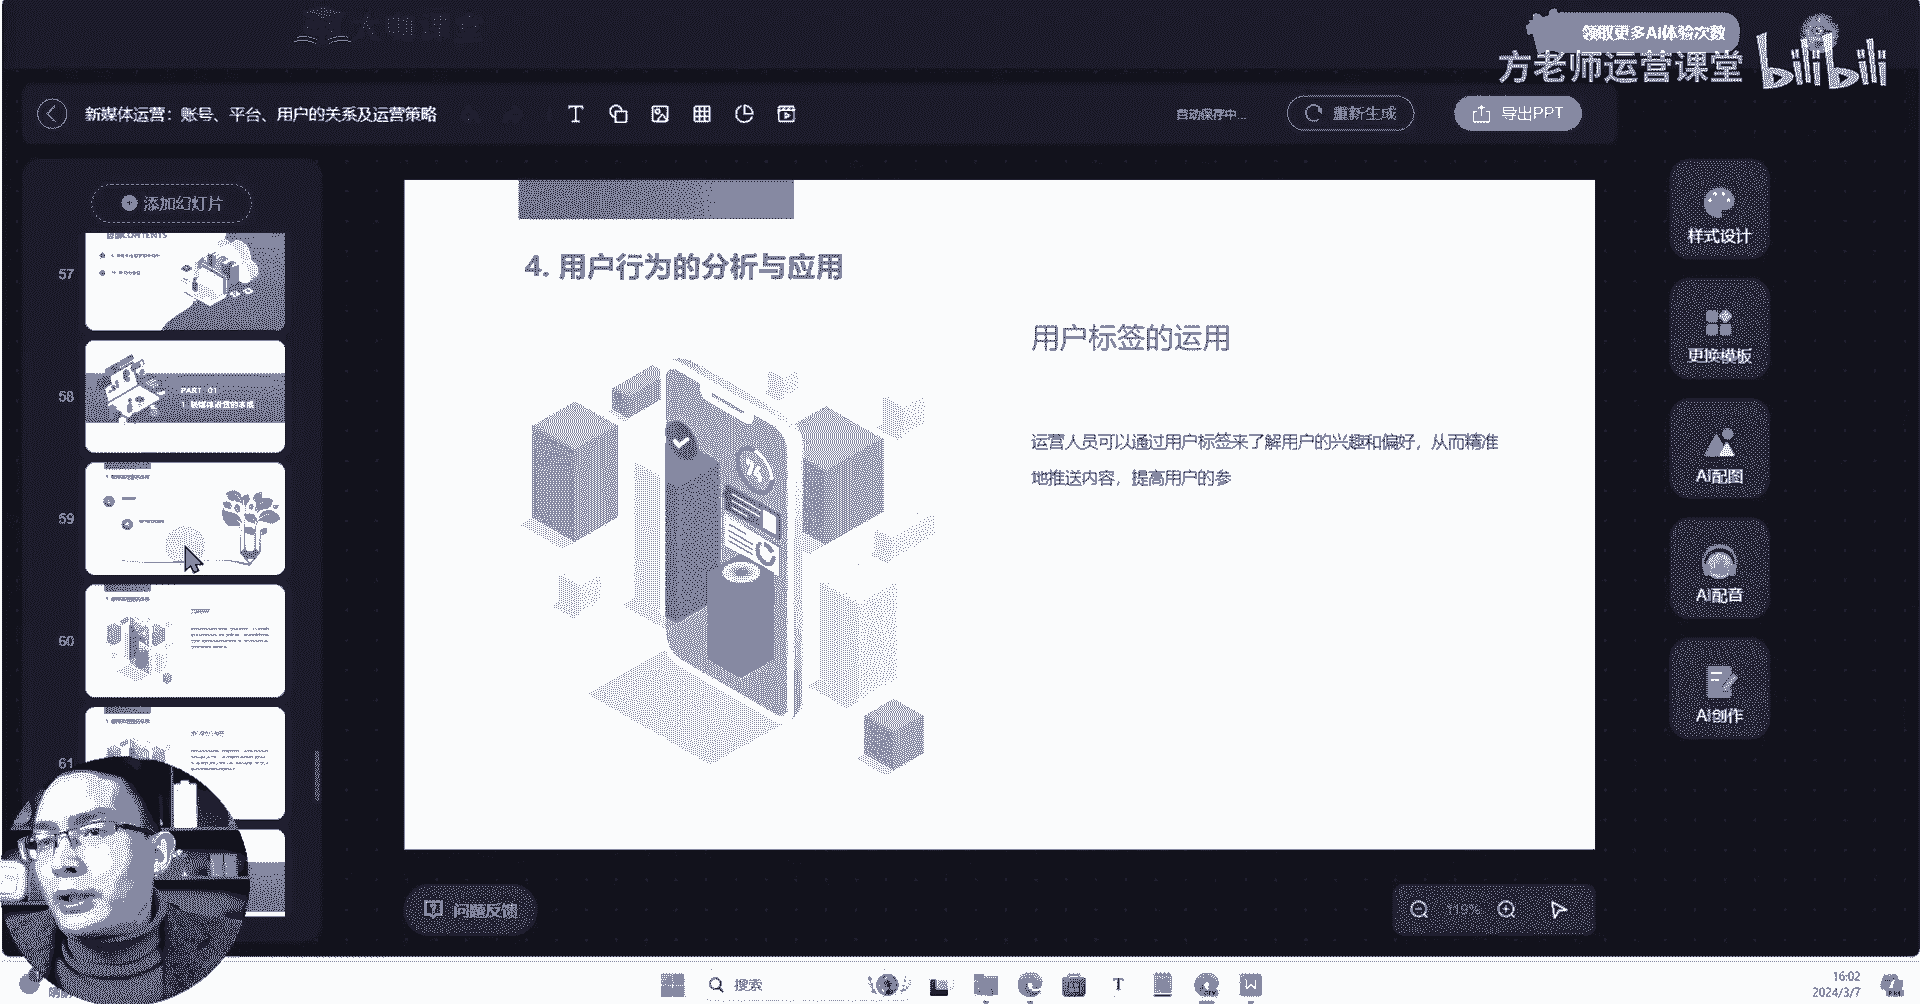 领取更多AI体验次数
方老师运营课堂
bilibili
新媒体运营：账号、平台、用户的关系及运营策略
自动保存中...
重新生成
导出PPT
添加幻灯片
57
58
PART 01
59
60
61
4. 用户行为的分析与应用
用户标签的运用
运营人员可以通过用户标签来了解用户的兴趣和偏好，从而精准
地推送内容，提高用户的参
样式设计
更换模板
AI配图
AI配音
AI创作
问题反馈
119%
搜索
16:02
2024/3/7